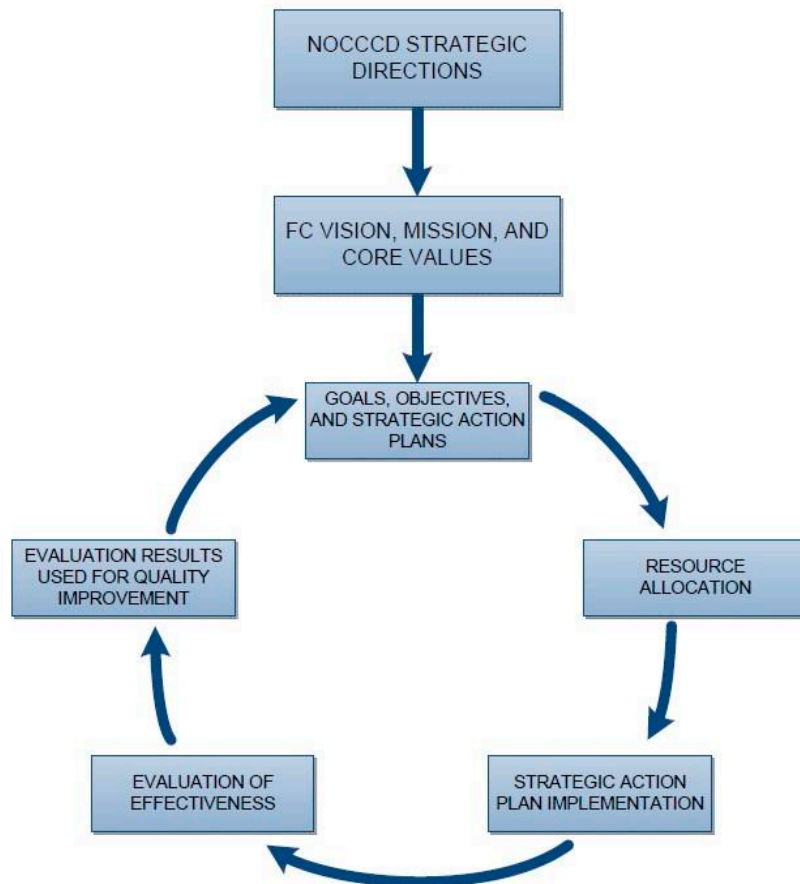 NOCCCD STRATEGIC
DIRECTIONS
FC VISION, MISSION, AND
CORE VALUES
GOALS, OBJECTIVES,
AND STRATEGIC ACTION
PLANS
RESOURCE
ALLOCATION
STRATEGIC ACTION
PLAN IMPLEMENTATION
EVALUATION OF
EFFECTIVENESS
EVALUATION RESULTS
USED FOR QUALITY
IMPROVEMENT